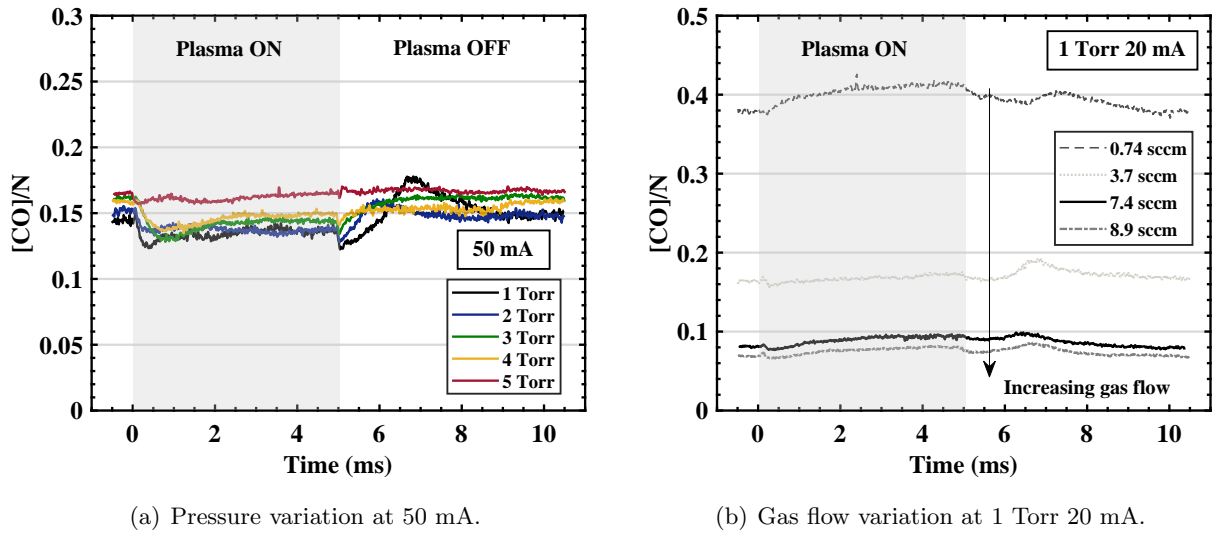 0.3
0.25
0.2
0.15
0.1
0.05
0
[CO]/N
Plasma ON
Plasma OFF
50 mA
1 Torr
2 Torr
3 Torr
4 Torr
5 Torr
0 2 4 6 8 10
Time (ms)
(a) Pressure variation at 50 mA.
0.5
0.4
0.3
0.2
0.1
0
[CO]/N
Plasma ON
1 Torr 20 mA
0.74 sccm
3.7 sccm
7.4 sccm
8.9 sccm
Increasing gas flow
0 2 4 6 8 10
Time (ms)
(b) Gas flow variation at 1 Torr 20 mA.